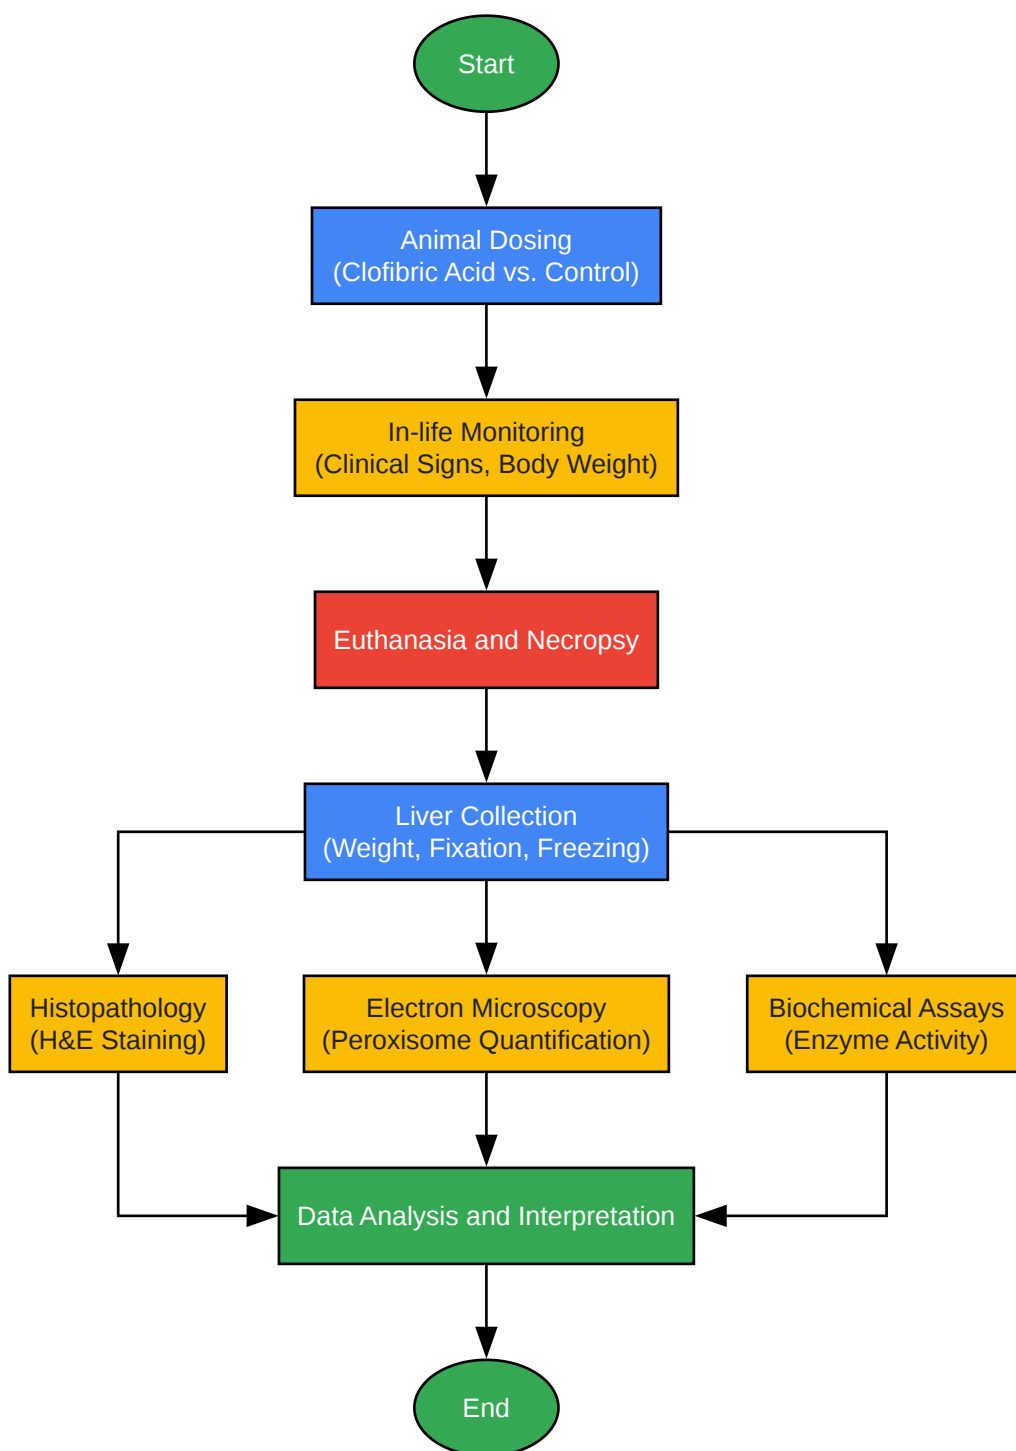 Start
Animal Dosing
(Clofibric Acid vs. Control)
In-life Monitoring
(Clinical Signs, Body Weight)
Euthanasia and Necropsy
Liver Collection
(Weight, Fixation, Freezing)
Histopathology
(H&E Staining)
Electron Microscopy
(Peroxisome Quantification)
Biochemical Assays
(Enzyme Activity)
Data Analysis and Interpretation
End